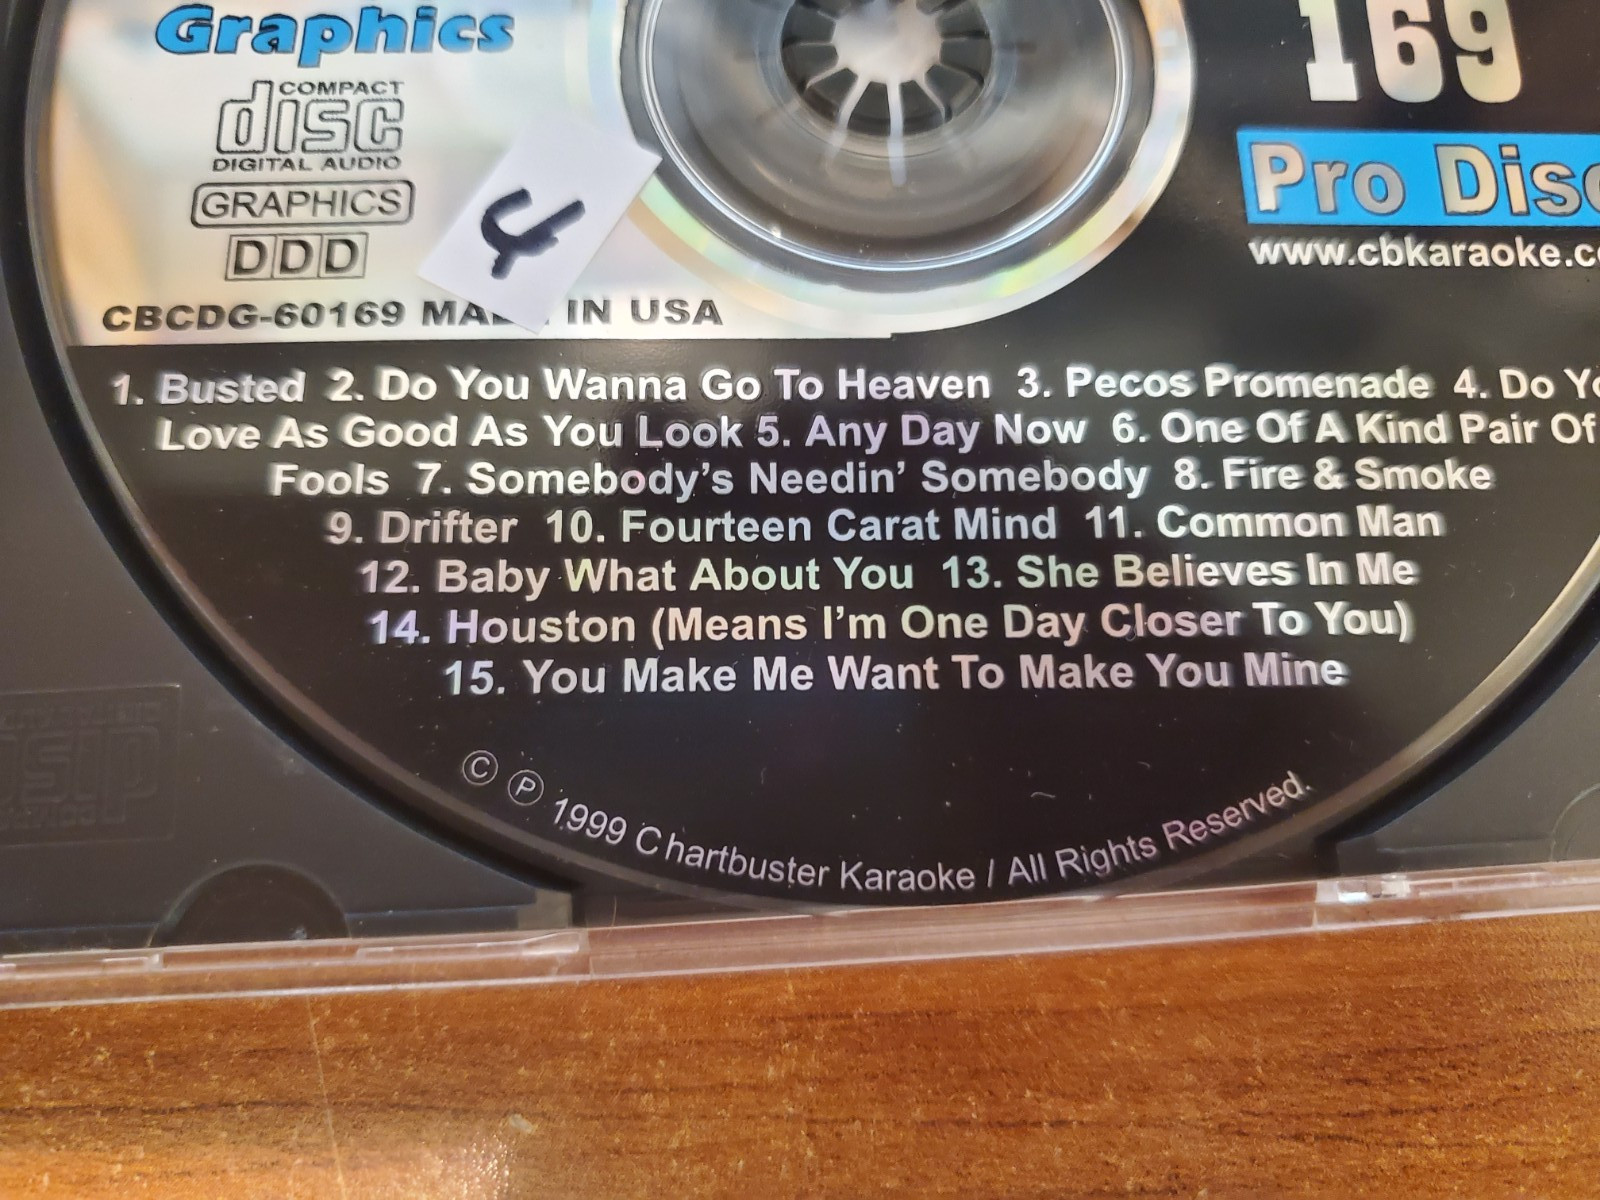 Graphics
COMPACT
disc
DIGITAL AUDIO
GRAPHICS
DDD
4
CBCDG-60169 IN USA
169
Pro Disc
www.cbkaraoke.co
1. Busted 2. Do You Wanna Go To Heaven 3. Pecos Promenade 4. Do Yo
Love As Good As You Look 5. Any Day Now 6. One Of A Kind Pair Of
Fools 7. Somebody's Needin' Somebody 8. Fire & Smoke
9. Drifter 10. Fourteen Carat Mind 11. Common Man
12. Baby What About You 13. She Believes In Me
14. Houston (Means I'm One Day Closer To You)
15. You Make Me Want To Make You Mine
© ℗ 1999 Chartbuster Karaoke / All Rights Reserved.